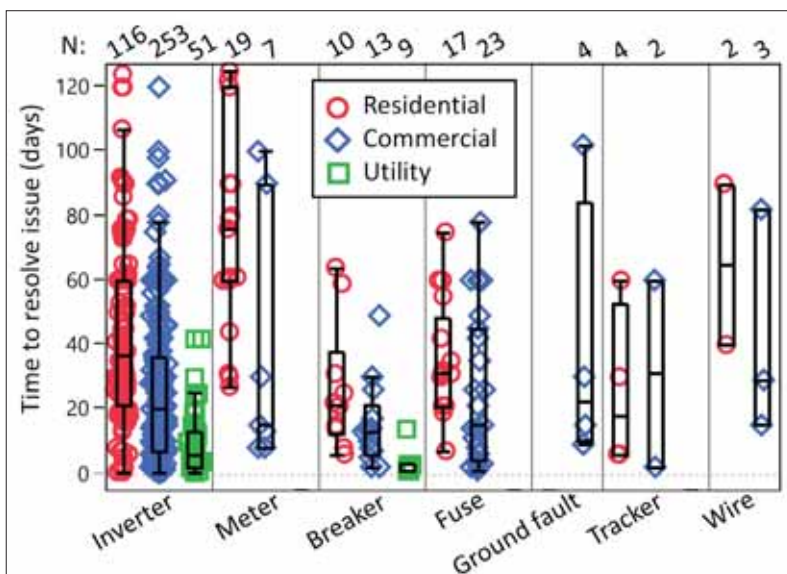 N: 116 253 51 19 7 10 13 9 17 23 4 4 2 2 3
Time to resolve issue (days)
120
100
80
60
40
20
0
Residential
Commercial
Utility
Inverter
Meter
Breaker
Fuse
Ground fault
Tracker
Wire